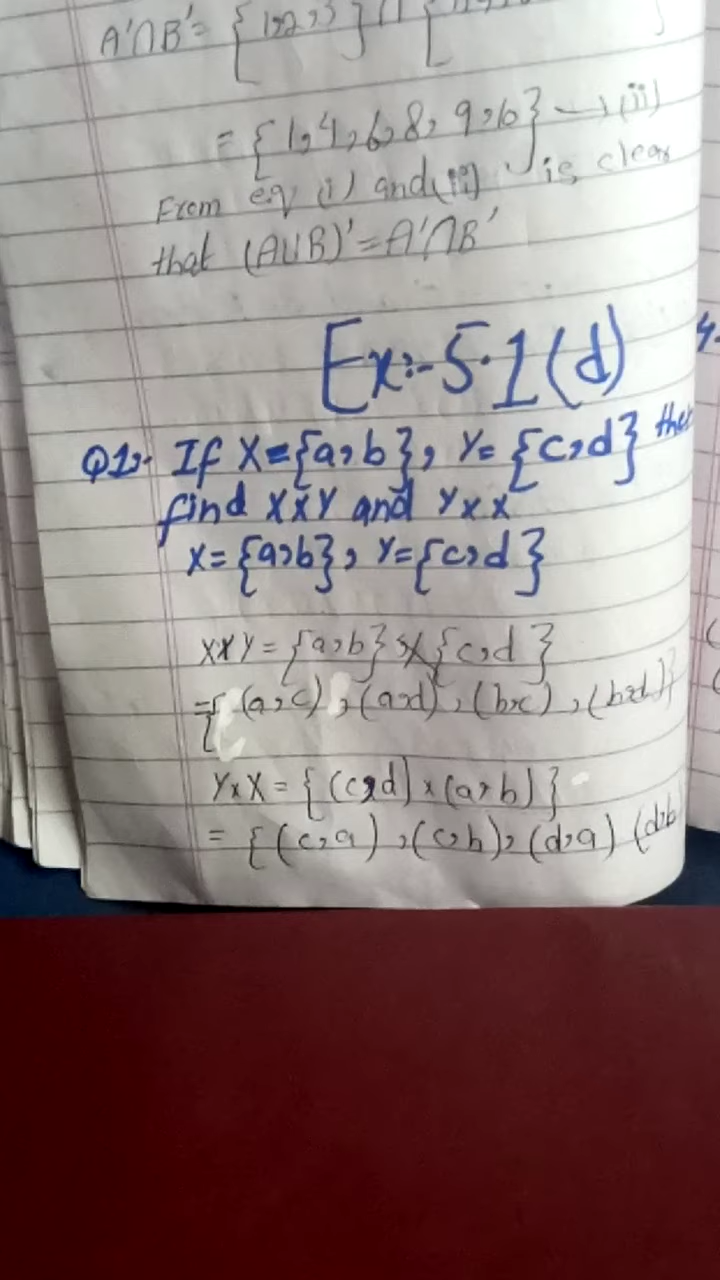 A'∩B'= {1,2,3
= {1,4,6,8,9,6} → (ii)
From eq (i) and (ii) is clear
that (A∪B)'=A'∩B'
Ex:-5.1(d)
Q1:- If X={a,b}, Y={c,d} then
find X×Y and Y×X
X={a,b}, Y={c,d}
X×Y={a,b}×{c,d}
={(a,c),(a,d),(b,c),(b,d)}
Y×X={(c,d)×(a,b)}
= {(c,a),(c,b),(d,a)(d,b